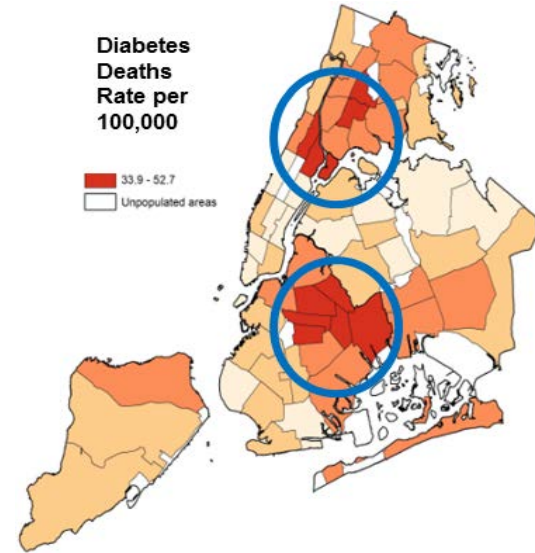 Diabetes
Deaths
Rate per
100,000
33.9 - 52.7
Unpopulated areas